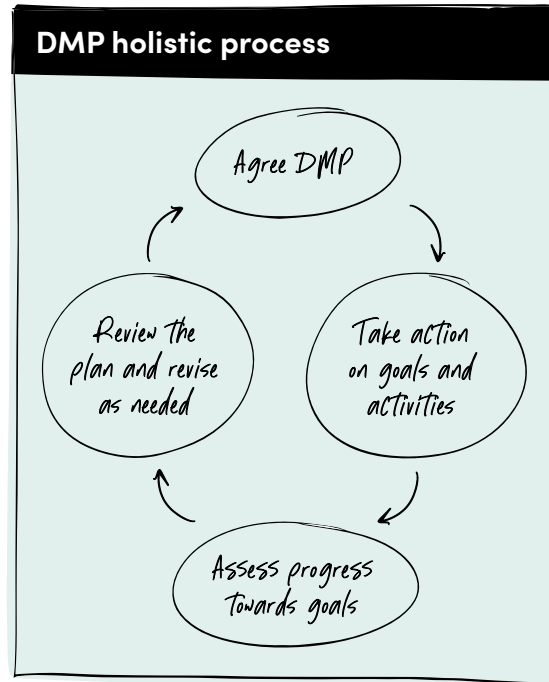 DMP holistic process
Agree DMP
Take action
on goals and
activities
Assess progress
towards goals
Review the
plan and revise
as needed